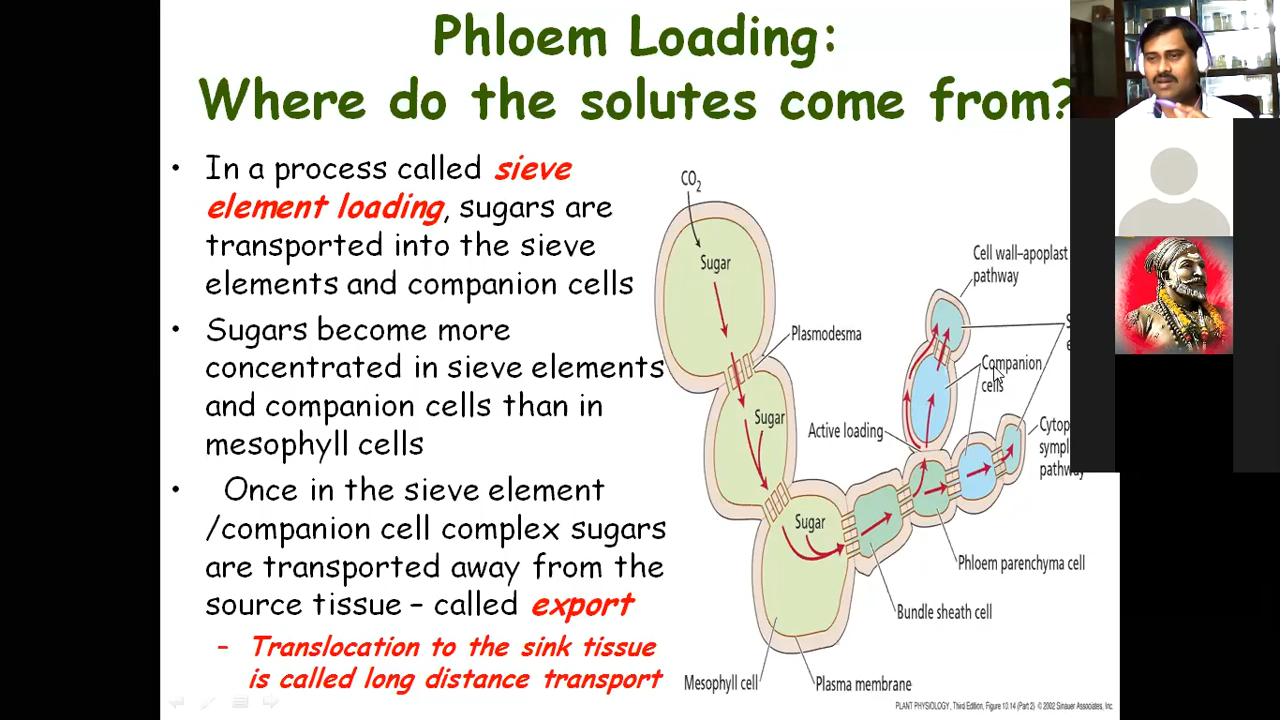 Phloem Loading:
Where do the solutes come from?
• In a process called sieve
element loading, sugars are
transported into the sieve
elements and companion cells
• Sugars become more
concentrated in sieve elements
and companion cells than in
mesophyll cells
• Once in the sieve element
/companion cell complex sugars
are transported away from the
source tissue – called export
– Translocation to the sink tissue
is called long distance transport
CO2
Sugar
Plasmodesma
Sugar
Sugar
Cell wall–apoplast
pathway
Companion
cells
Active loading
Phloem parenchyma cell
Bundle sheath cell
Mesophyll cell
Plasma membrane
pathway
PLANT PHYSIOLOGY, Third Edition, Figure 10.14 (Part 2) © 2002 Sinauer Associates, Inc.